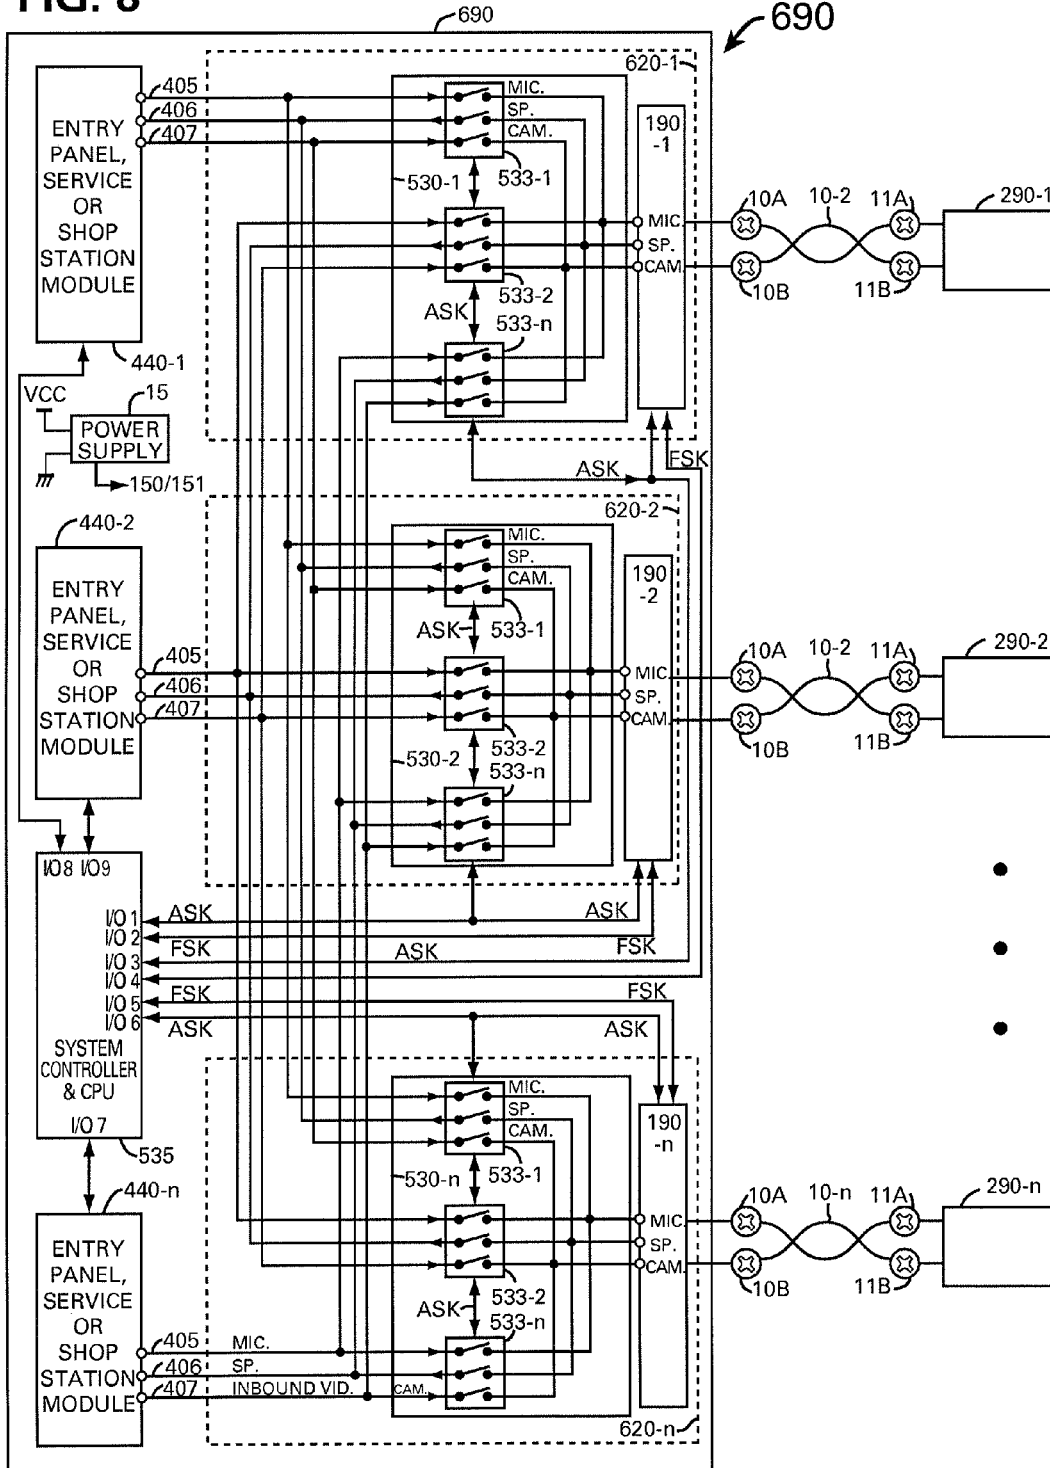 FIG. 8
690
690
620-1
405
406
407
ENTRY
PANEL,
SERVICE
OR
SHOP
STATION
MODULE
440-1
MIC.
SP.
CAM.
530-1
533-1
533-2
ASK
533-n
190
-1
MIC.
SP.
CAM.
10A
10-2
11A
290-1
10B
11B
VCC
15
POWER
SUPPLY
150/151
ASK
FSK
620-2
440-2
ENTRY
PANEL,
SERVICE
OR
SHOP
STATION
MODULE
405
406
407
MIC.
SP.
CAM.
ASK
533-1
530-2
533-2
533-n
190
-2
MIC.
SP.
CAM.
10A
10-2
11A
290-2
10B
11B
I/O8 I/O9
I/O 1
I/O 2
I/O 3
I/O 4
I/O 5
I/O 6
SYSTEM
CONTROLLER
& CPU
I/O 7
535
ASK
ASK
FSK
FSK
ASK
FSK
FSK
ASK
ASK
MIC.
SP.
CAM.
530-n
533-1
533-2
ASK
533-n
190
-n
MIC.
SP.
CAM.
10A
10-n
11A
290-n
10B
11B
440-n
ENTRY
PANEL,
SERVICE
OR
SHOP
STATION
MODULE
405
MIC.
406
SP.
407
INBOUND VID.
CAM.
620-n